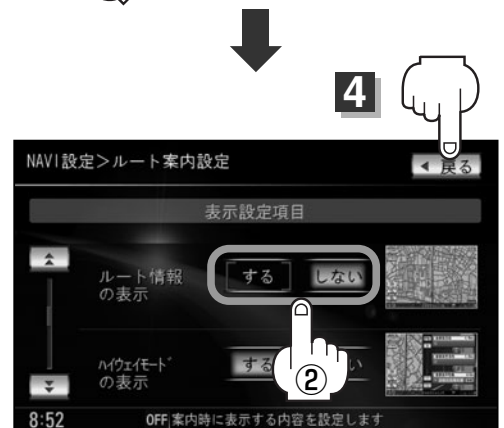 4
NAVI設定>ルート案内設定
◀ 戻る
表示設定項目
ルート情報
の表示
する
しない
ハイウェイモード
の表示
する
い
②
8:52
OFF|案内時に表示する内容を設定します